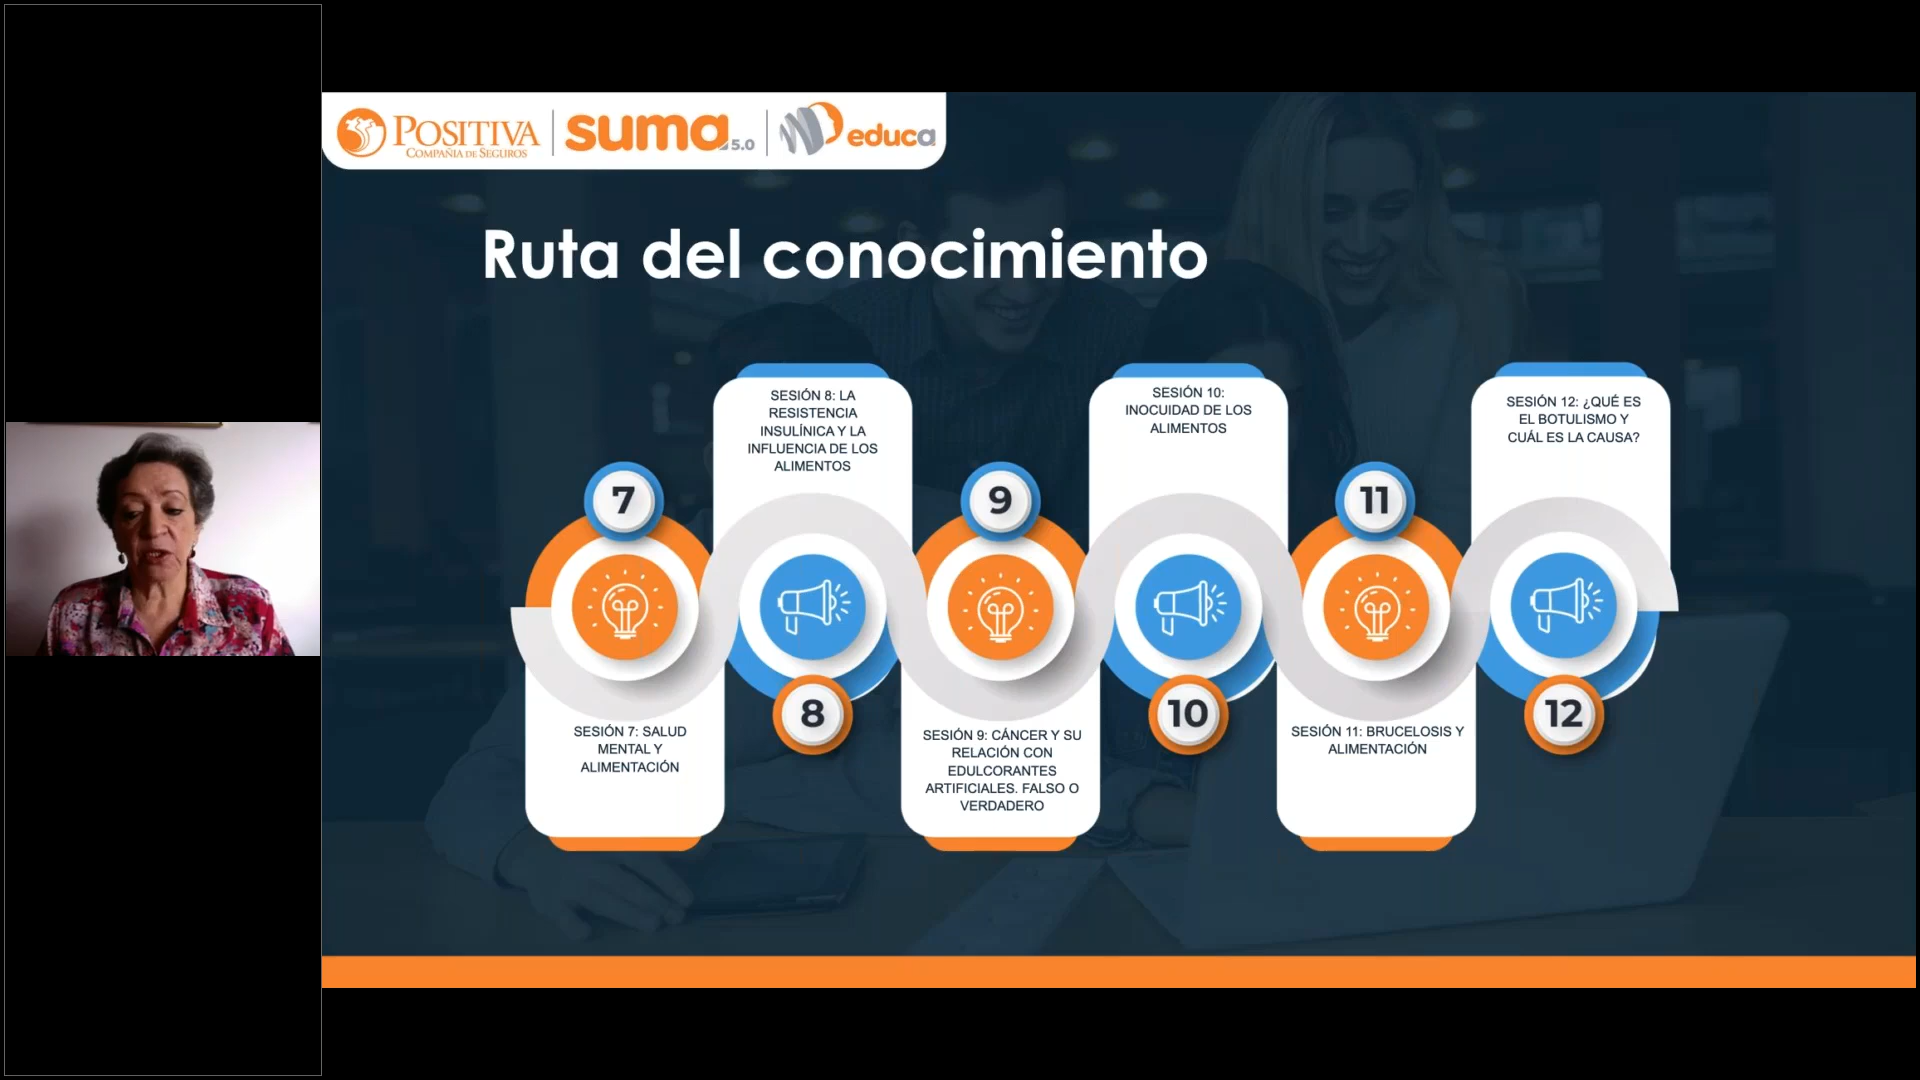 POSITIVA
COMPAÑÍA DE SEGUROS
suma 5.0
educa
Ruta del conocimiento
7
SESIÓN 7: SALUD
MENTAL Y
ALIMENTACIÓN
SESIÓN 8: LA
RESISTENCIA
INSULÍNICA Y LA
INFLUENCIA DE LOS
ALIMENTOS
8
9
SESIÓN 9: CÁNCER Y SU
RELACIÓN CON
EDULCORANTES
ARTIFICIALES. FALSO O
VERDADERO
SESIÓN 10:
INOCUIDAD DE LOS
ALIMENTOS
10
11
SESIÓN 11: BRUCELOSIS Y
ALIMENTACIÓN
SESIÓN 12: ¿QUÉ ES
EL BOTULISMO Y
CUÁL ES LA CAUSA?
12